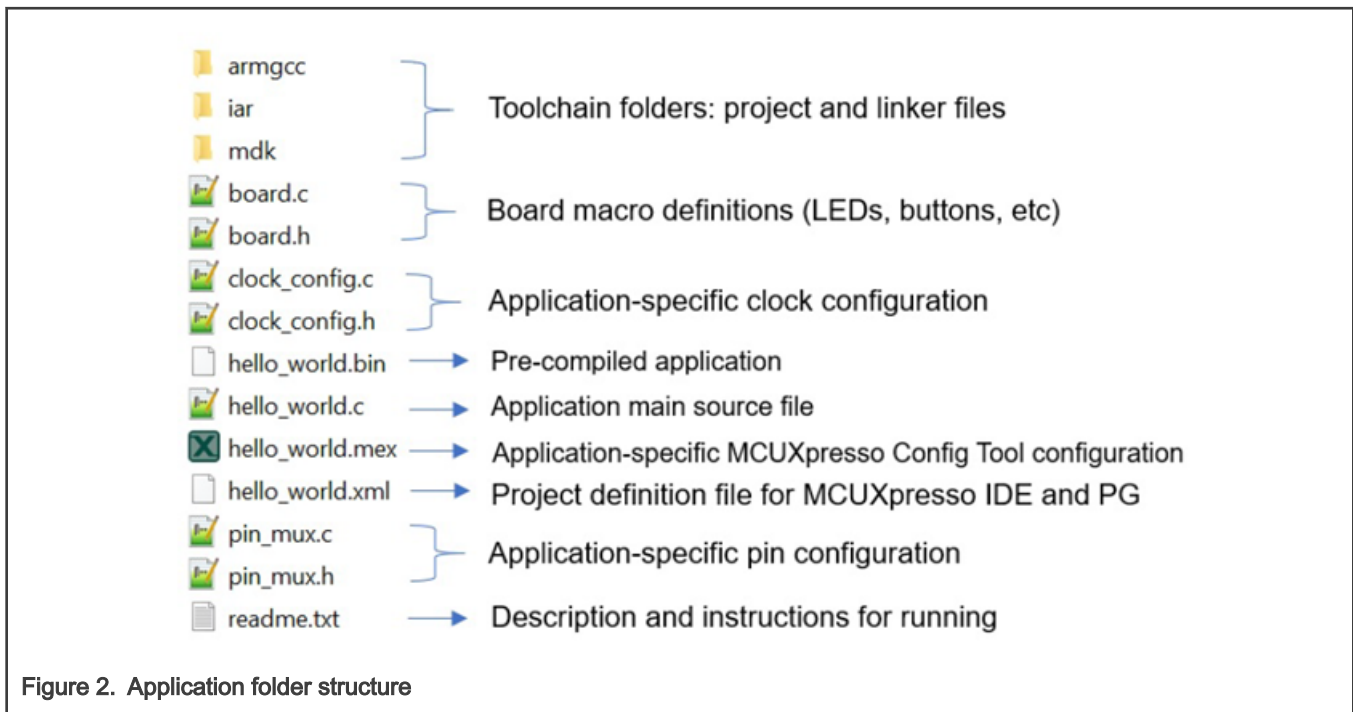 armgcc
iar
mdk
Toolchain folders: project and linker files
board.c
board.h
Board macro definitions (LEDs, buttons, etc)
clock_config.c
clock_config.h
Application-specific clock configuration
hello_world.bin Pre-compiled application
hello_world.c Application main source file
hello_world.mex Application-specific MCUXpresso Config Tool configuration
hello_world.xml Project definition file for MCUXpresso IDE and PG
pin_mux.c
pin_mux.h
Application-specific pin configuration
readme.txt Description and instructions for running
Figure 2. Application folder structure